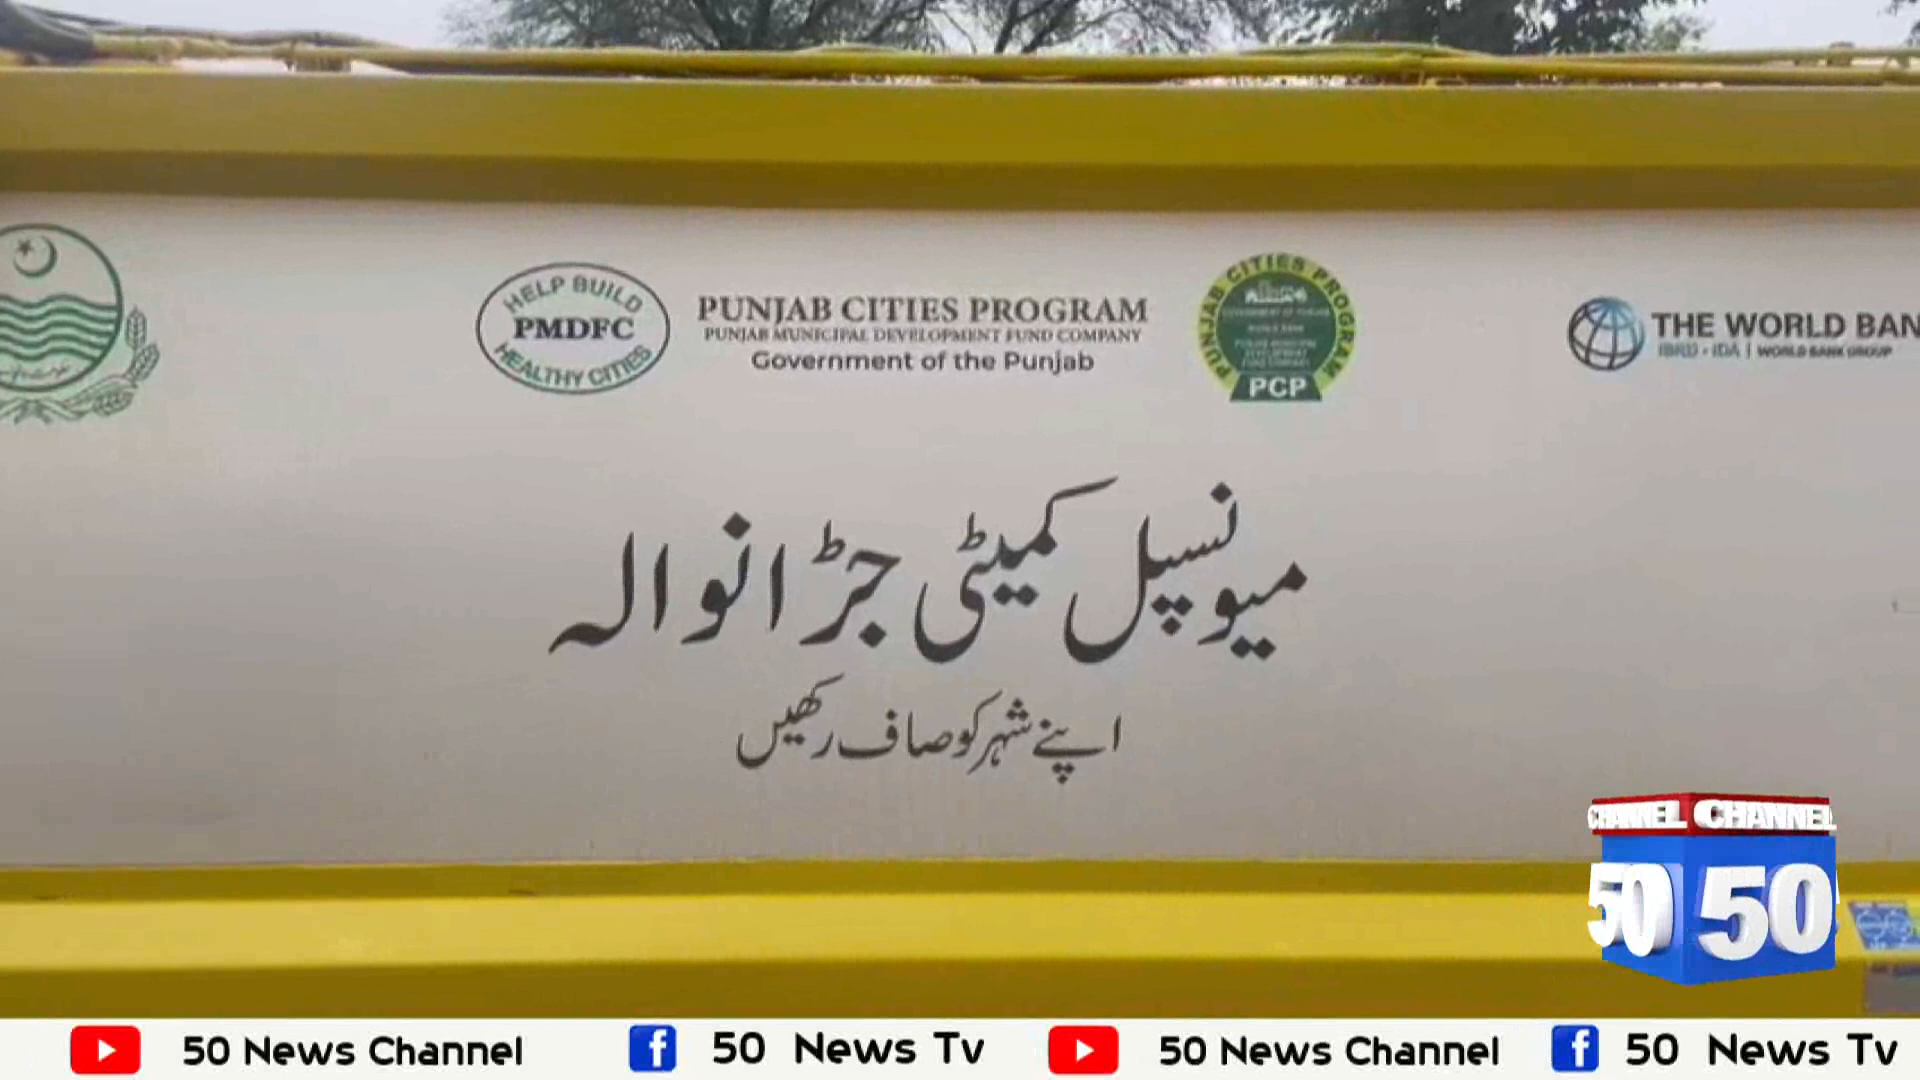 HELP BUILD
PMDFC
HEALTHY CITIES
PUNJAB CITIES PROGRAM
PUNJAB MUNICIPAL DEVELOPMENT FUND COMPANY
Government of the Punjab
PUNJAB CITIES PROGRAM
PCP
THE WORLD BAN
IBRD • IDA | WORLD BANK GROUP
میونسپل کمیٹی جڑانوالہ
اپنے شہر کو صاف رکھیں
CHANNEL CHANNEL
50 50
50 News Channel
50 News Tv
50 News Channel
50 News Tv